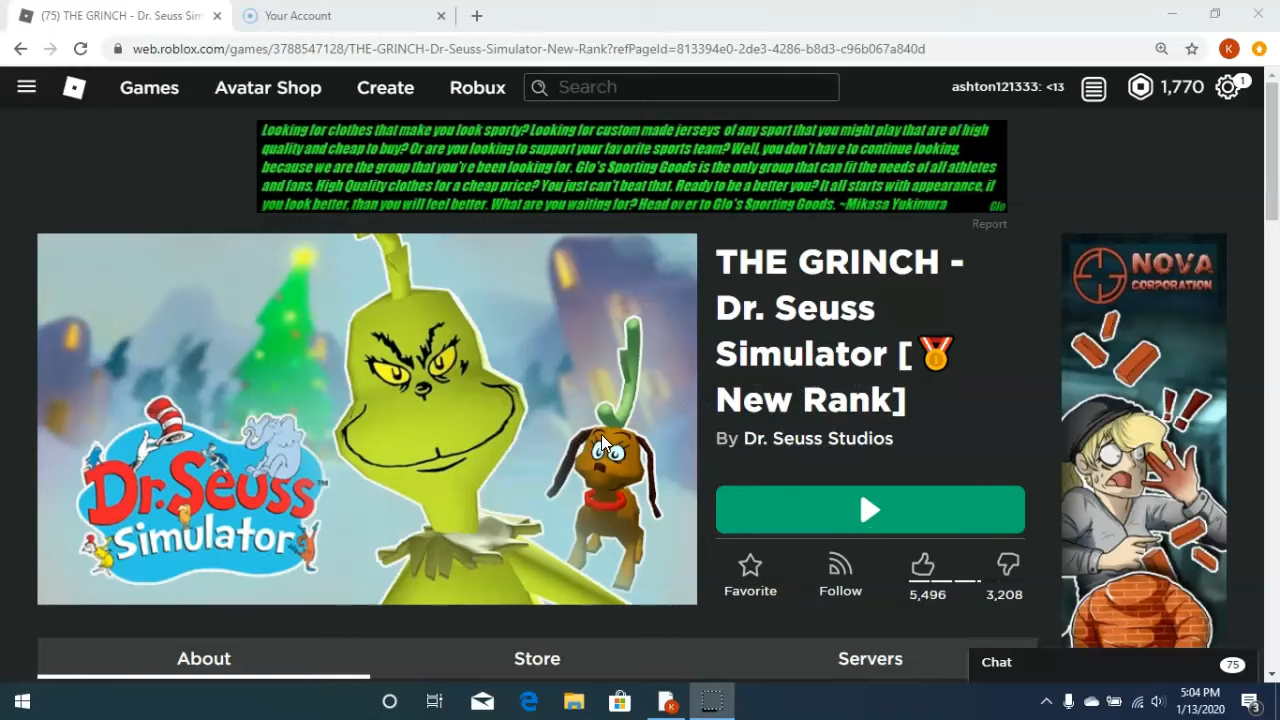 (75) THE GRINCH - Dr. Seuss Sim
Your Account
web.roblox.com/games/3788547128/THE-GRINCH-Dr-Seuss-Simulator-New-Rank?refPageId=813394e0-2de3-4286-b8d3-c96b067a840d
K
Games
Avatar Shop
Create
Robux
Search
ashton121333: <13
1,770
1
Looking for clothes that make you look sporty? Looking for custom made jerseys of any sport that you might play that are of high
quality and cheap to buy? Or are you looking to support your favorite sports team? Well, you don't have to continue looking,
because we are the group that you've been looking for. Glo's Sporting Goods is the only group that can fit the needs of all athletes
and fans, High Quality clothes for a cheap price? You just can't beat that. Ready to be a better you? It all starts with appearance, if
you look better, than you will feel better. What are you waiting for? Head over to Glo's Sporting Goods. ~Mikasa Yukimura
Glo
Report
Dr. Seuss™
Simulator
THE GRINCH -
Dr. Seuss
Simulator [🏅
New Rank]
By Dr. Seuss Studios
NOVA
CORPORATION
Favorite
Follow
5,496
3,208
About
Store
Servers
Chat
75
K
5:04 PM
1/13/2020
3